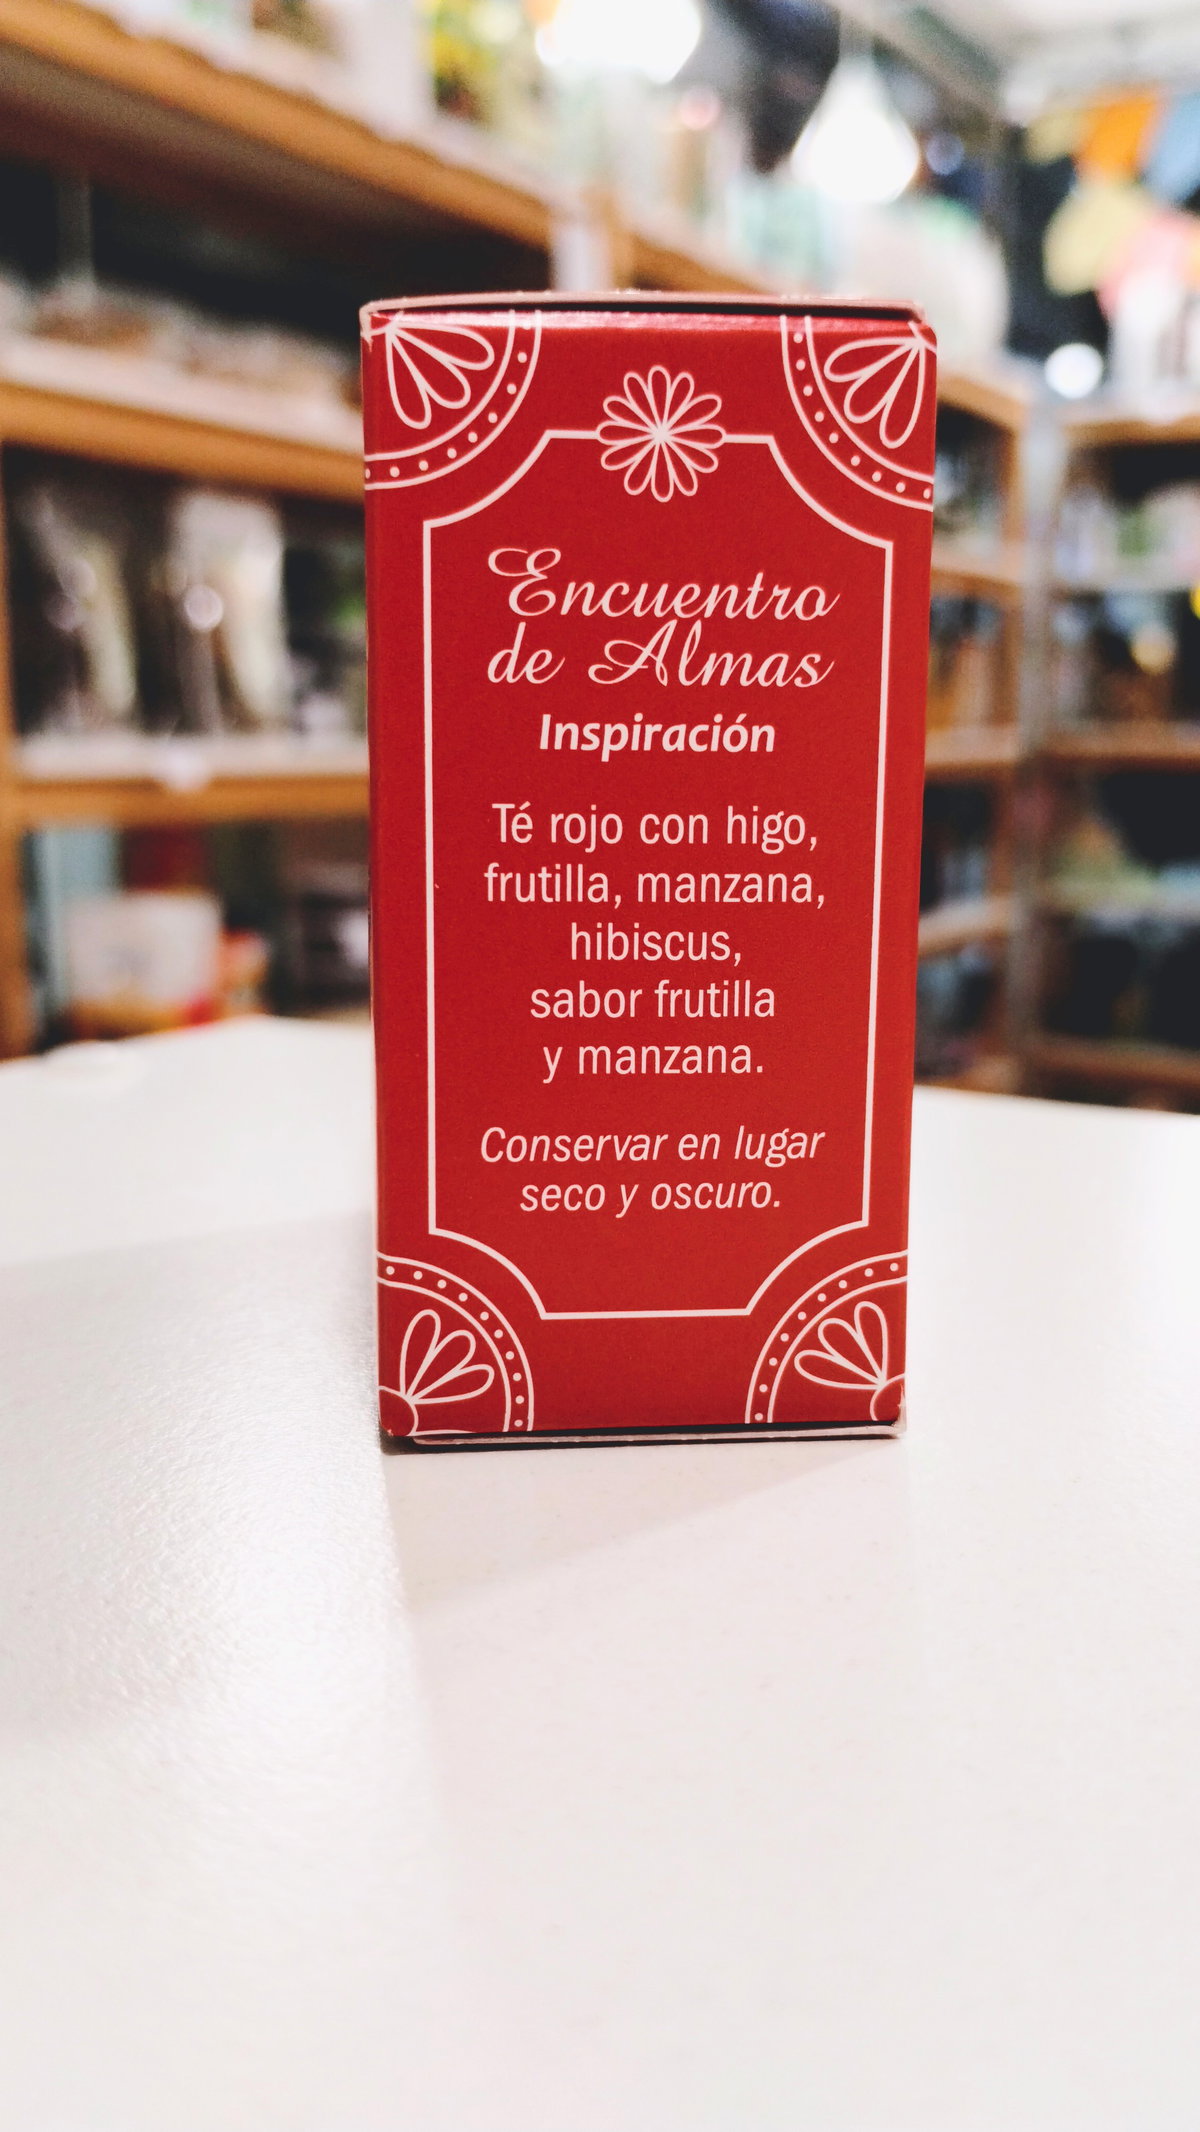 Encuentro
de Almas
Inspiración
Té rojo con higo,
frutilla, manzana,
hibiscus,
sabor frutilla
y manzana.
Conservar en lugar
seco y oscuro.